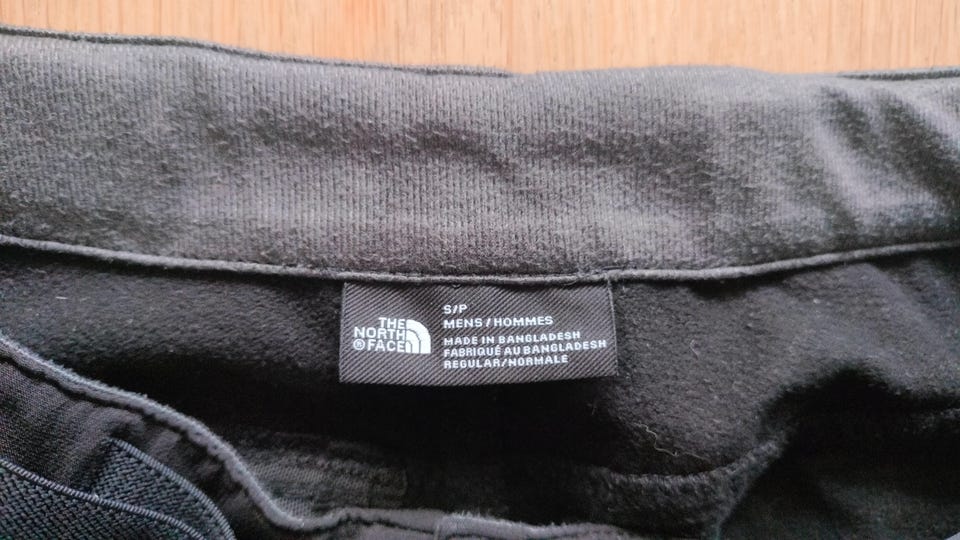 THE
NORTH
®FACE
S/P
MENS / HOMMES
MADE IN BANGLADESH
FABRIQUÉ AU BANGLADESH
REGULAR/NORMALE